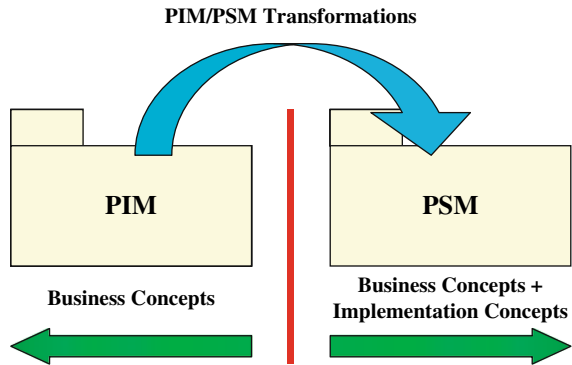 PIM/PSM Transformations
PIM
PSM
Business Concepts
Business Concepts +
Implementation Concepts